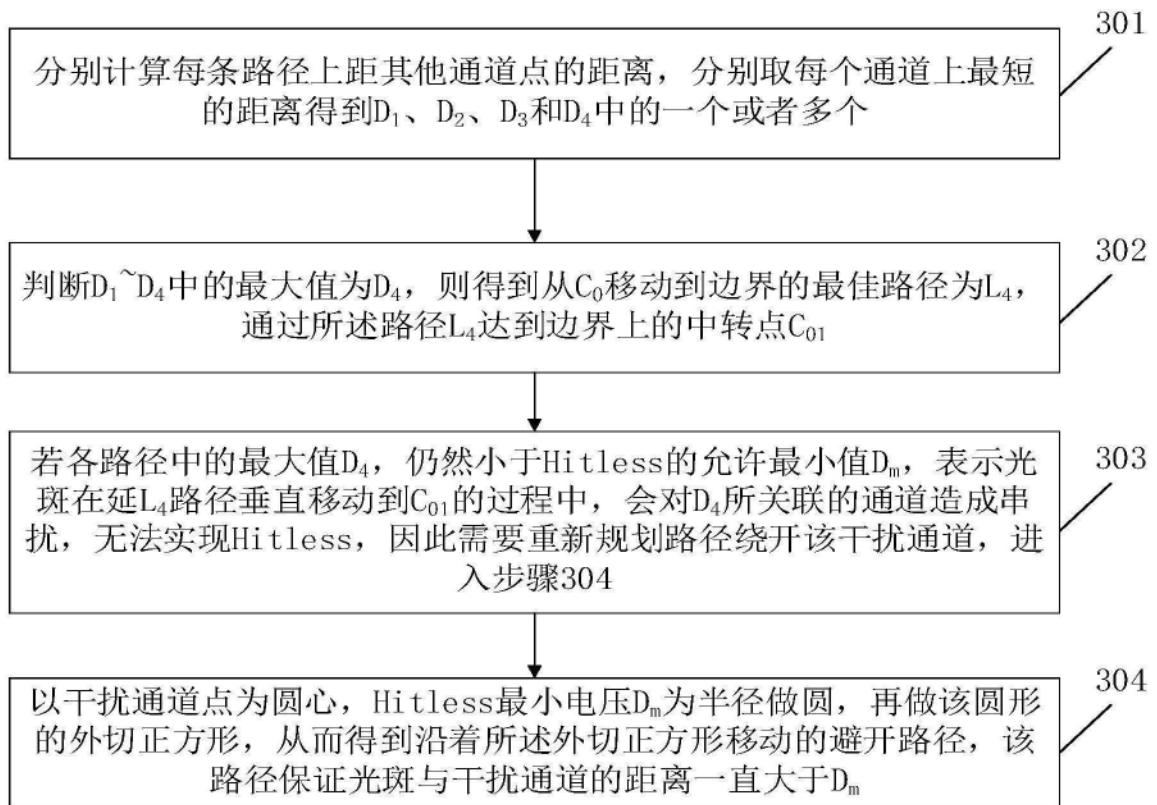 301
分别计算每条路径上距其他通道点的距离，分别取每个通道上最短
的距离得到D₁、D₂、D₃和D₄中的一个或者多个
302
判断D₁~D₄中的最大值为D₄，则得到从C₀移动到边界的最佳路径为L₄，
通过所述路径L₄达到边界上的中转点C₀₁
303
若各路径中的最大值D₄，仍然小于Hitless的允许最小值Dₘ，表示光
斑在延L₄路径垂直移动到C₀₁的过程中，会对D₄所关联的通道造成串
扰，无法实现Hitless，因此需要重新规划路径绕开该干扰通道，进
入步骤304
304
以干扰通道点为圆心，Hitless最小电压Dₘ为半径做圆，再做该圆形
的外切正方形，从而得到沿着所述外切正方形移动的避开路径，该
路径保证光斑与干扰通道的距离一直大于Dₘ